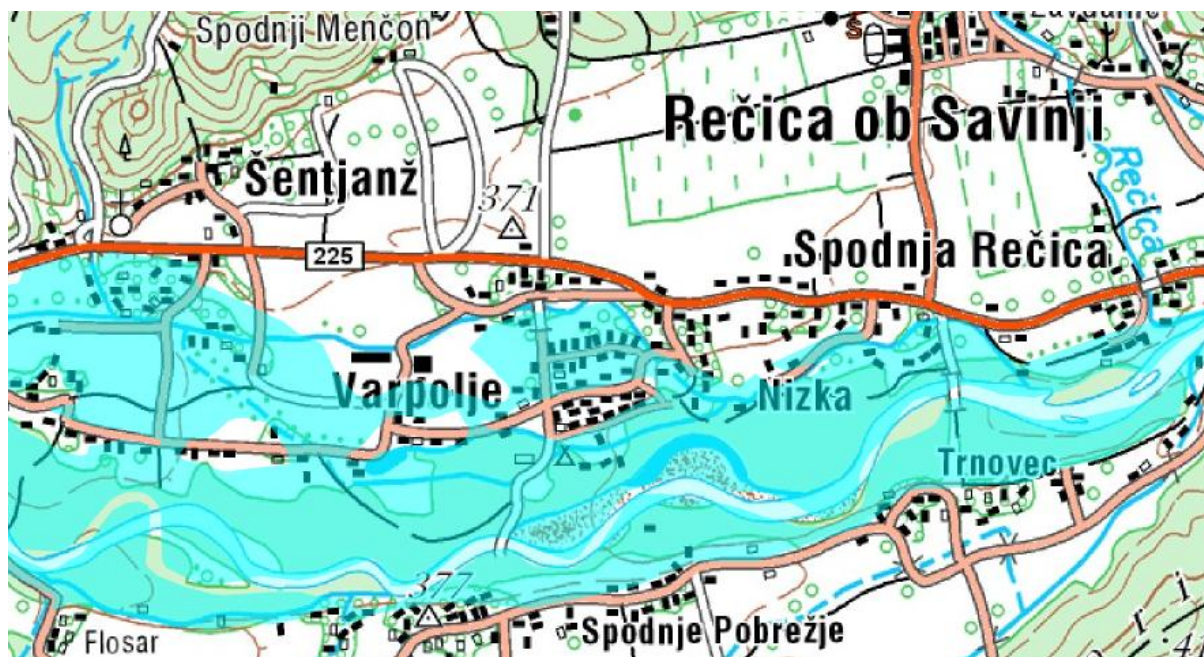 Spodnji Menčon
Š
Rečica ob Savinji
Rečica
Šentjanž
371
225
Spodnja Rečica
Varpolje
Nizka
Trnovec
377
Spodnje Pobrežje
Flosar